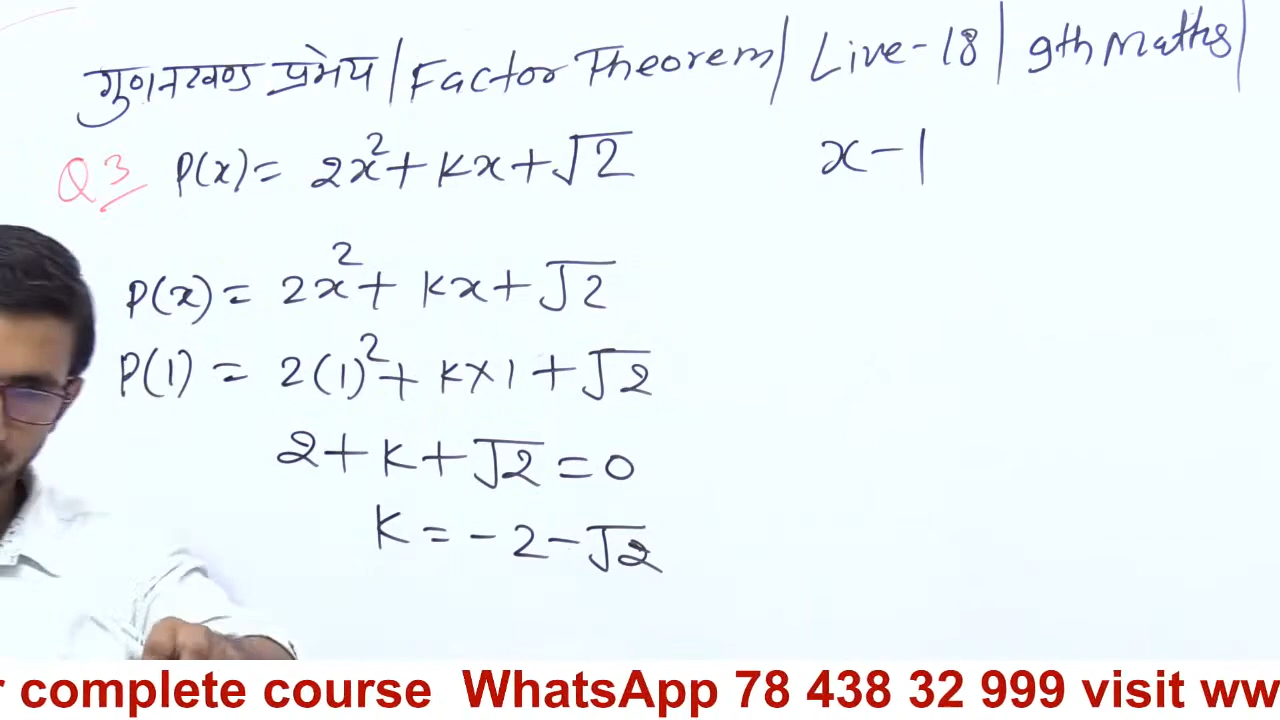 गुणनखण्ड प्रमेय/Factor Theorem/ Live-18/ 9th Maths/
Q3 P(x)= 2x²+Kx+√2 x-1
P(x)= 2x²+ Kx+√2
P(1) = 2(1)²+ K×1+√2
2+K+√2=0
K=-2-√2
r complete course WhatsApp 78 438 32 999 visit ww